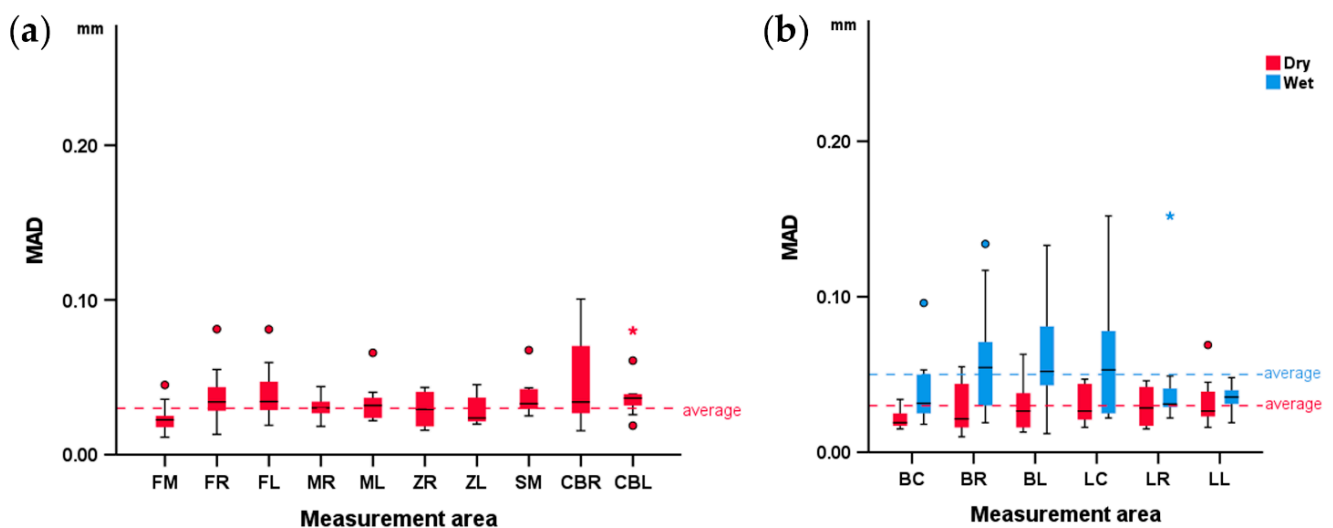 (a)
mm
0.20
0.10
0.00
MAD
average
FM FR FL MR ML ZR ZL SM CBR CBL
Measurement area
(b)
mm
Dry
Wet
0.20
0.10
0.00
MAD
average
average
BC BR BL LC LR LL
Measurement area